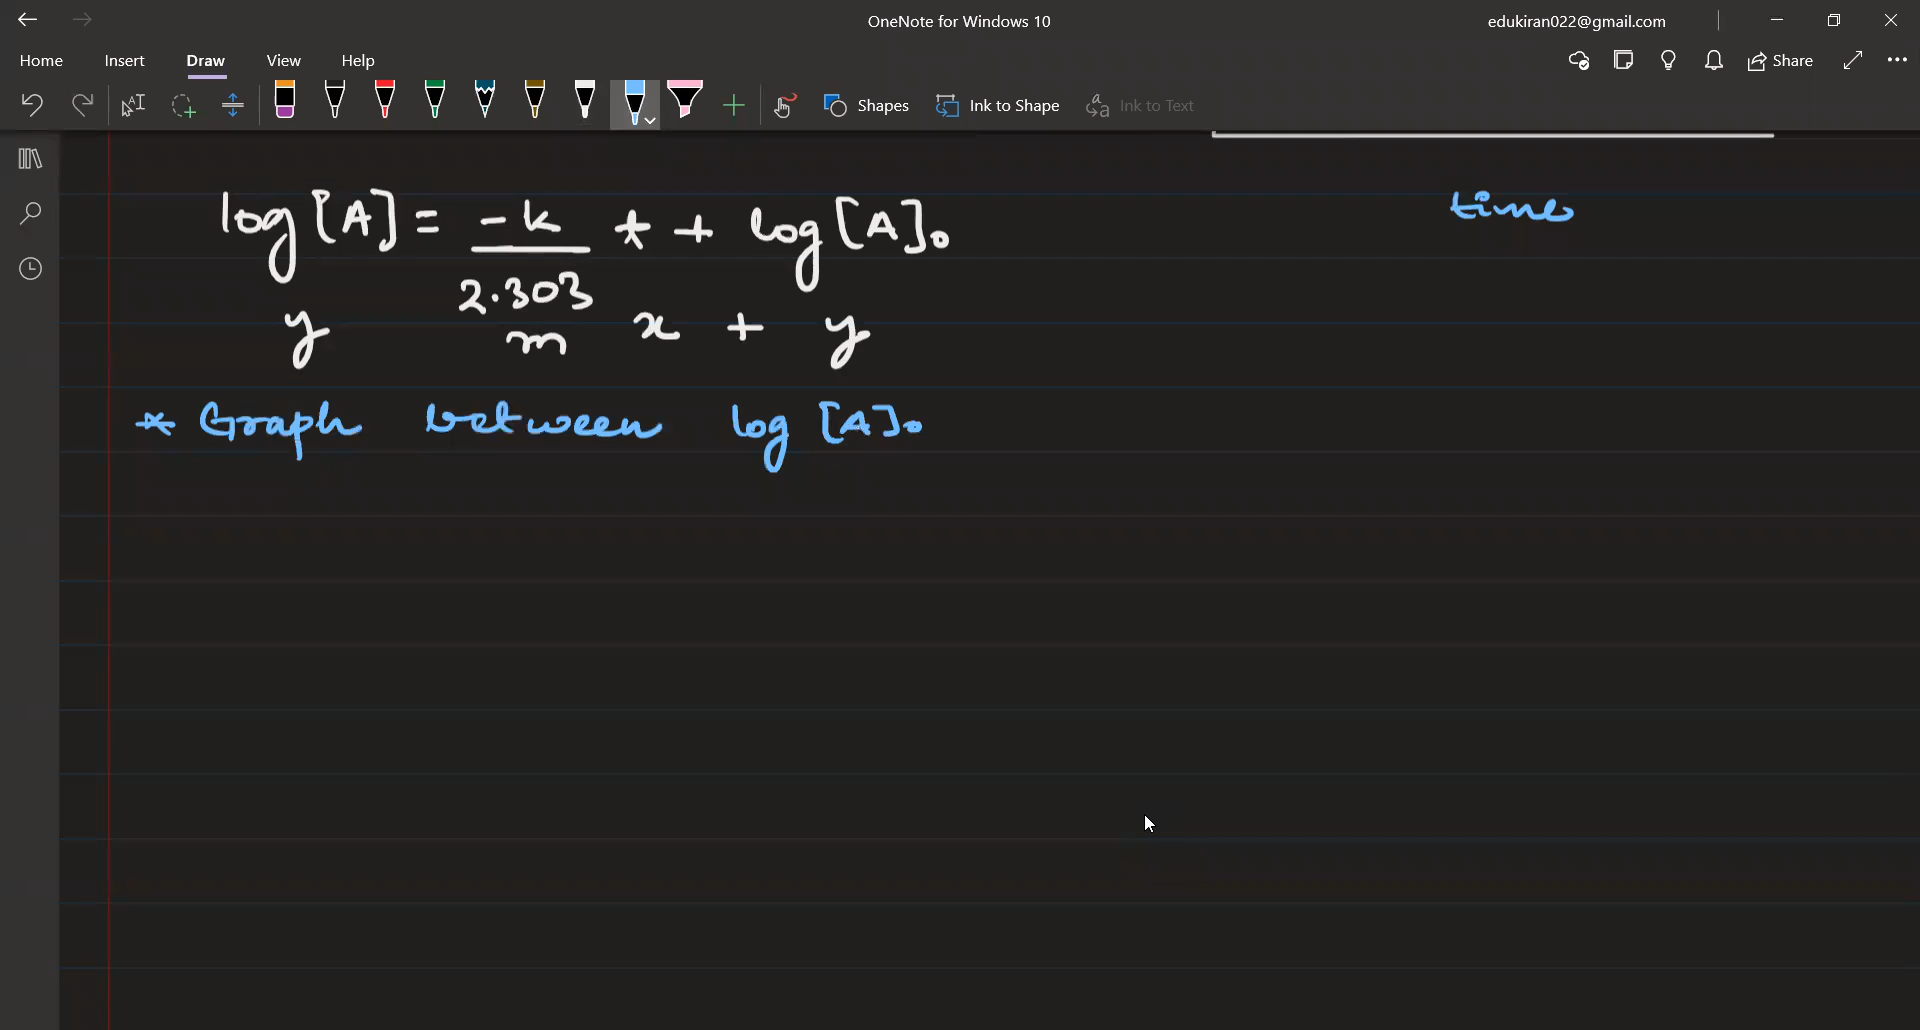 OneNote for Windows 10
edukiran022@gmail.com
Home Insert Draw View Help
Share
Shapes Ink to Shape Ink to Text
log [A] = -k/2.303 t + log [A]₀
y m x + y
time
* Graph between log [A]₀